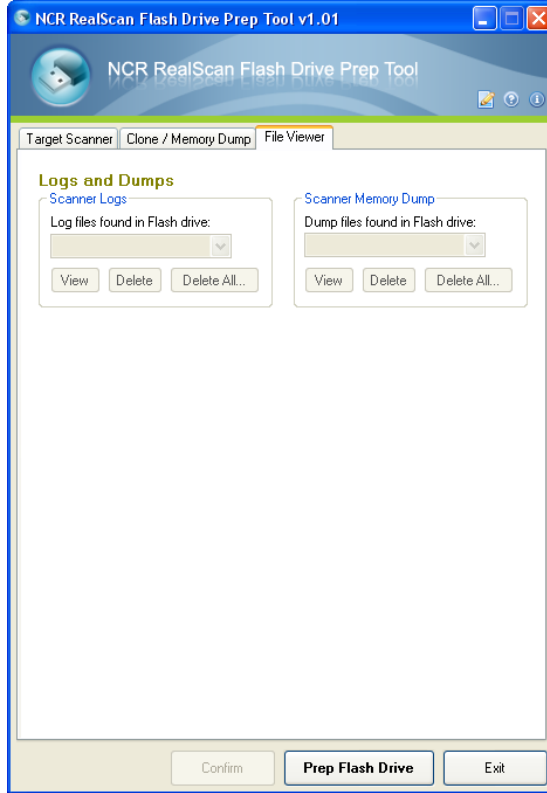 NCR RealScan Flash Drive Prep Tool v1.01
NCR RealScan Flash Drive Prep Tool
Target Scanner Clone / Memory Dump File Viewer
Logs and Dumps
Scanner Logs
Log files found in Flash drive:
View Delete Delete All...
Scanner Memory Dump
Dump files found in Flash drive:
View Delete Delete All...
Confirm Prep Flash Drive Exit